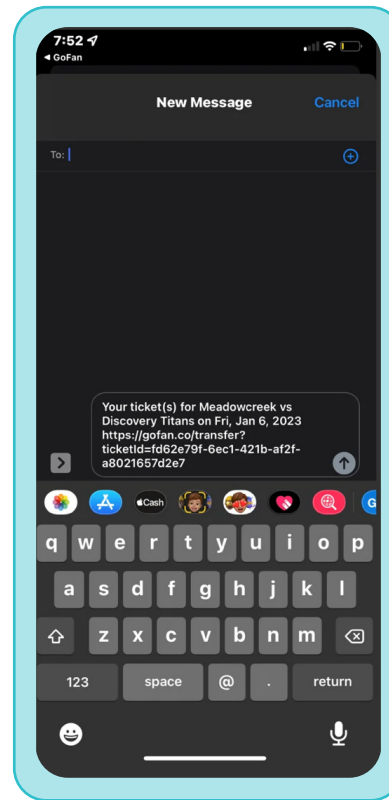 7:52
◀ GoFan
New Message
Cancel
To:
Your ticket(s) for Meadowcreek vs
Discovery Titans on Fri, Jan 6, 2023
https://gofan.co/transfer?
ticketId=fd62e79f-6ec1-421b-af2f-
a8021657d2e7
Cash
G
q w e r t y u i o p
a s d f g h j k l
z x c v b n m
123 space @ . return